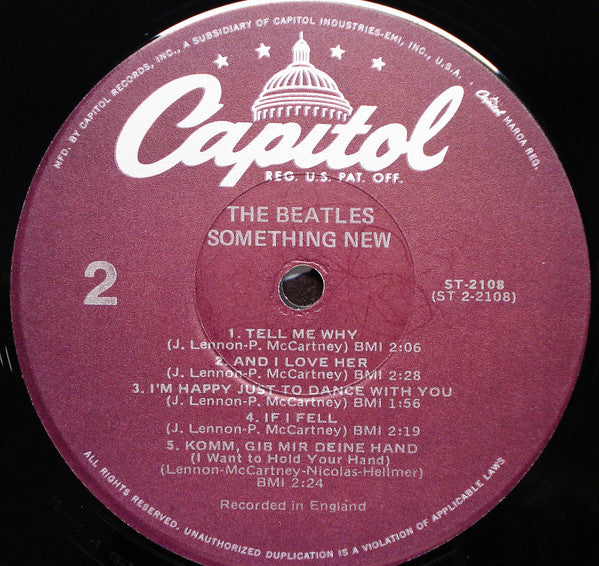 MFD. BY CAPITOL RECORDS, INC., A SUBSIDIARY OF CAPITOL INDUSTRIES-EMI, INC., U.S.A. • Capitol MARCA REG.
Capitol
REG. U.S. PAT. OFF.
THE BEATLES
SOMETHING NEW
2
ST-2108
(ST 2-2108)
1. TELL ME WHY
(J. Lennon-P. McCartney) BMI 2:06
2. AND I LOVE HER
(J. Lennon-P. McCartney) BMI 2:28
3. I'M HAPPY JUST TO DANCE WITH YOU
(J. Lennon-P. McCartney) BMI 1:56
4. IF I FELL
(J. Lennon-P. McCartney) BMI 2:19
5. KOMM, GIB MIR DEINE HAND
(I Want to Hold Your Hand)
(Lennon-McCartney-Nicolas-Hellmer)
BMI 2:24
Recorded in England
ALL RIGHTS RESERVED. UNAUTHORIZED DUPLICATION IS A VIOLATION OF APPLICABLE LAWS